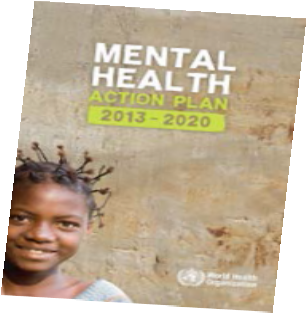 MENTAL
HEALTH
ACTION PLAN
2013 – 2020
World Health
Organization